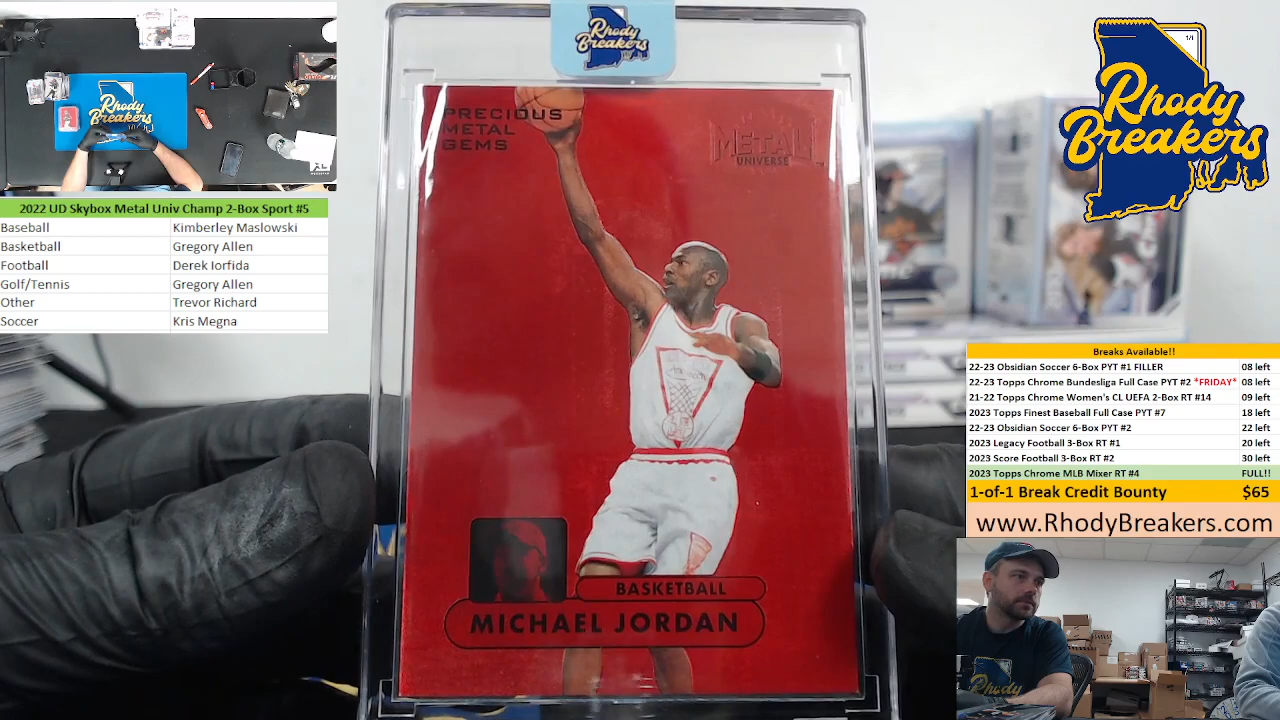 Rhody
Breakers
2022 UD Skybox Metal Univ Champ 2-Box Sport #5
Baseball Kimberley Maslowski
Basketball Gregory Allen
Football Derek Iorfida
Golf/Tennis Gregory Allen
Other Trevor Richard
Soccer Kris Megna
Rhody
Breakers
PRECIOUS
METAL
GEMS
METAL
UNIVERSE
BASKETBALL
MICHAEL JORDAN
1/1
Rhody
Breakers
Breaks Available!!
22-23 Obsidian Soccer 6-Box PYT #1 FILLER 08 left
22-23 Topps Chrome Bundesliga Full Case PYT #2 *FRIDAY* 08 left
21-22 Topps Chrome Women's CL UEFA 2-Box RT #14 09 left
2023 Topps Finest Baseball Full Case PYT #7 18 left
22-23 Obsidian Soccer 6-Box PYT #2 22 left
2023 Legacy Football 3-Box RT #1 20 left
2023 Score Football 3-Box RT #2 30 left
2023 Topps Chrome MLB Mixer RT #4 FULL!!
1-of-1 Break Credit Bounty $65
www.RhodyBreakers.com
Rhody